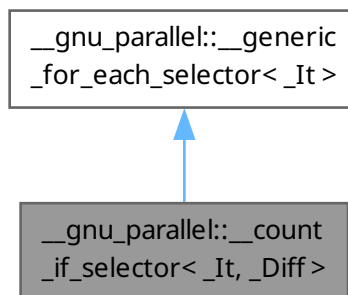 __gnu_parallel::__generic
_for_each_selector< _It >
__gnu_parallel::__count
_if_selector< _It, _Diff >